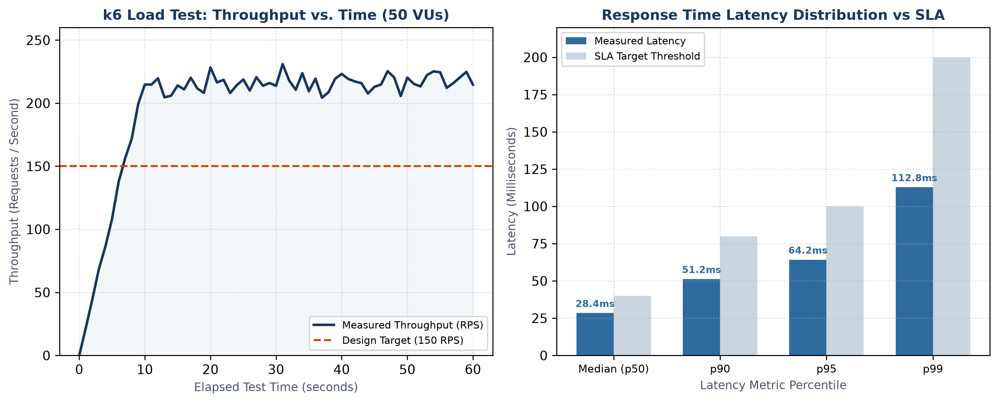 k6 Load Test: Throughput vs. Time (50 VUs)
Throughput (Requests / Second)
250
200
150
100
50
0
0 10 20 30 40 50 60
Elapsed Test Time (seconds)
Measured Throughput (RPS)
Design Target (150 RPS)
Response Time Latency Distribution vs SLA
Measured Latency
SLA Target Threshold
Latency (Milliseconds)
200
175
150
125
100
75
50
25
0
28.4ms
51.2ms
64.2ms
112.8ms
Median (p50) p90 p95 p99
Latency Metric Percentile